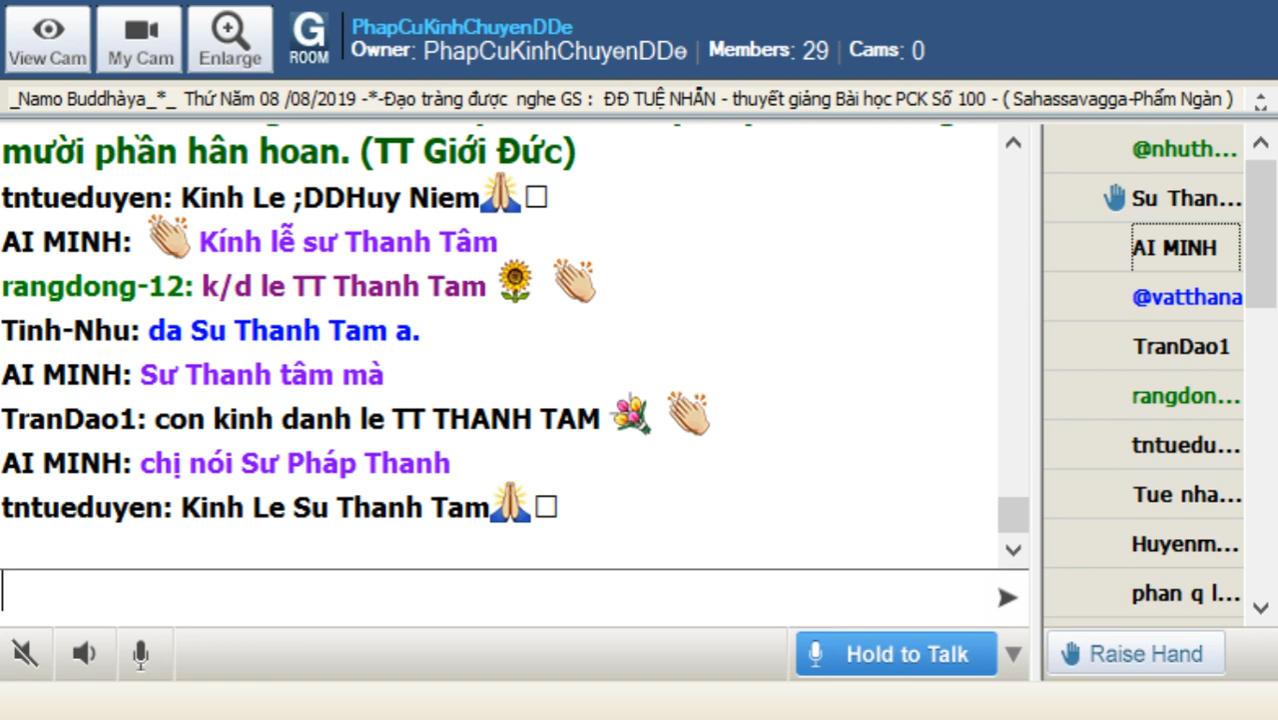 View Cam
My Cam
Enlarge
G
ROOM
PhapCuKinhChuyenDDe
Owner: PhapCuKinhChuyenDDe | Members: 29 | Cams: 0
_Namo Buddhàya_*_ Thứ Năm 08 /08/2019 -*-Đạo tràng được nghe GS : ĐĐ TUỆ NHẪN - thuyết giảng Bài học PCK Số 100 - ( Sahassavagga-Phẩm Ngàn )
mười phần hân hoan. (TT Giới Đức)
tntueduyen: Kinh Le ;DDHuy Niem
AI MINH: Kính lễ sư Thanh Tâm
rangdong-12: k/d le TT Thanh Tam
Tinh-Nhu: da Su Thanh Tam a.
AI MINH: Sư Thanh tâm mà
TranDao1: con kinh danh le TT THANH TAM
AI MINH: chị nói Sư Pháp Thanh
tntueduyen: Kinh Le Su Thanh Tam
@nhuth...
Su Than...
AI MINH
@vatthana
TranDao1
rangdon...
tntuedu...
Tue nha...
Huyenm...
phan q l...
Hold to Talk
Raise Hand